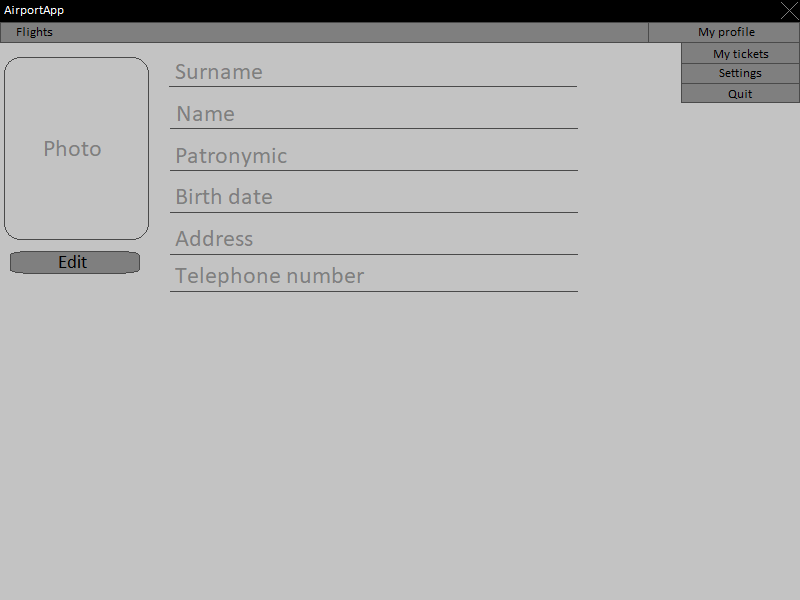 AirportApp
Flights
My profile
My tickets
Settings
Quit
Surname
Name
Photo
Patronymic
Birth date
Address
Edit
Telephone number